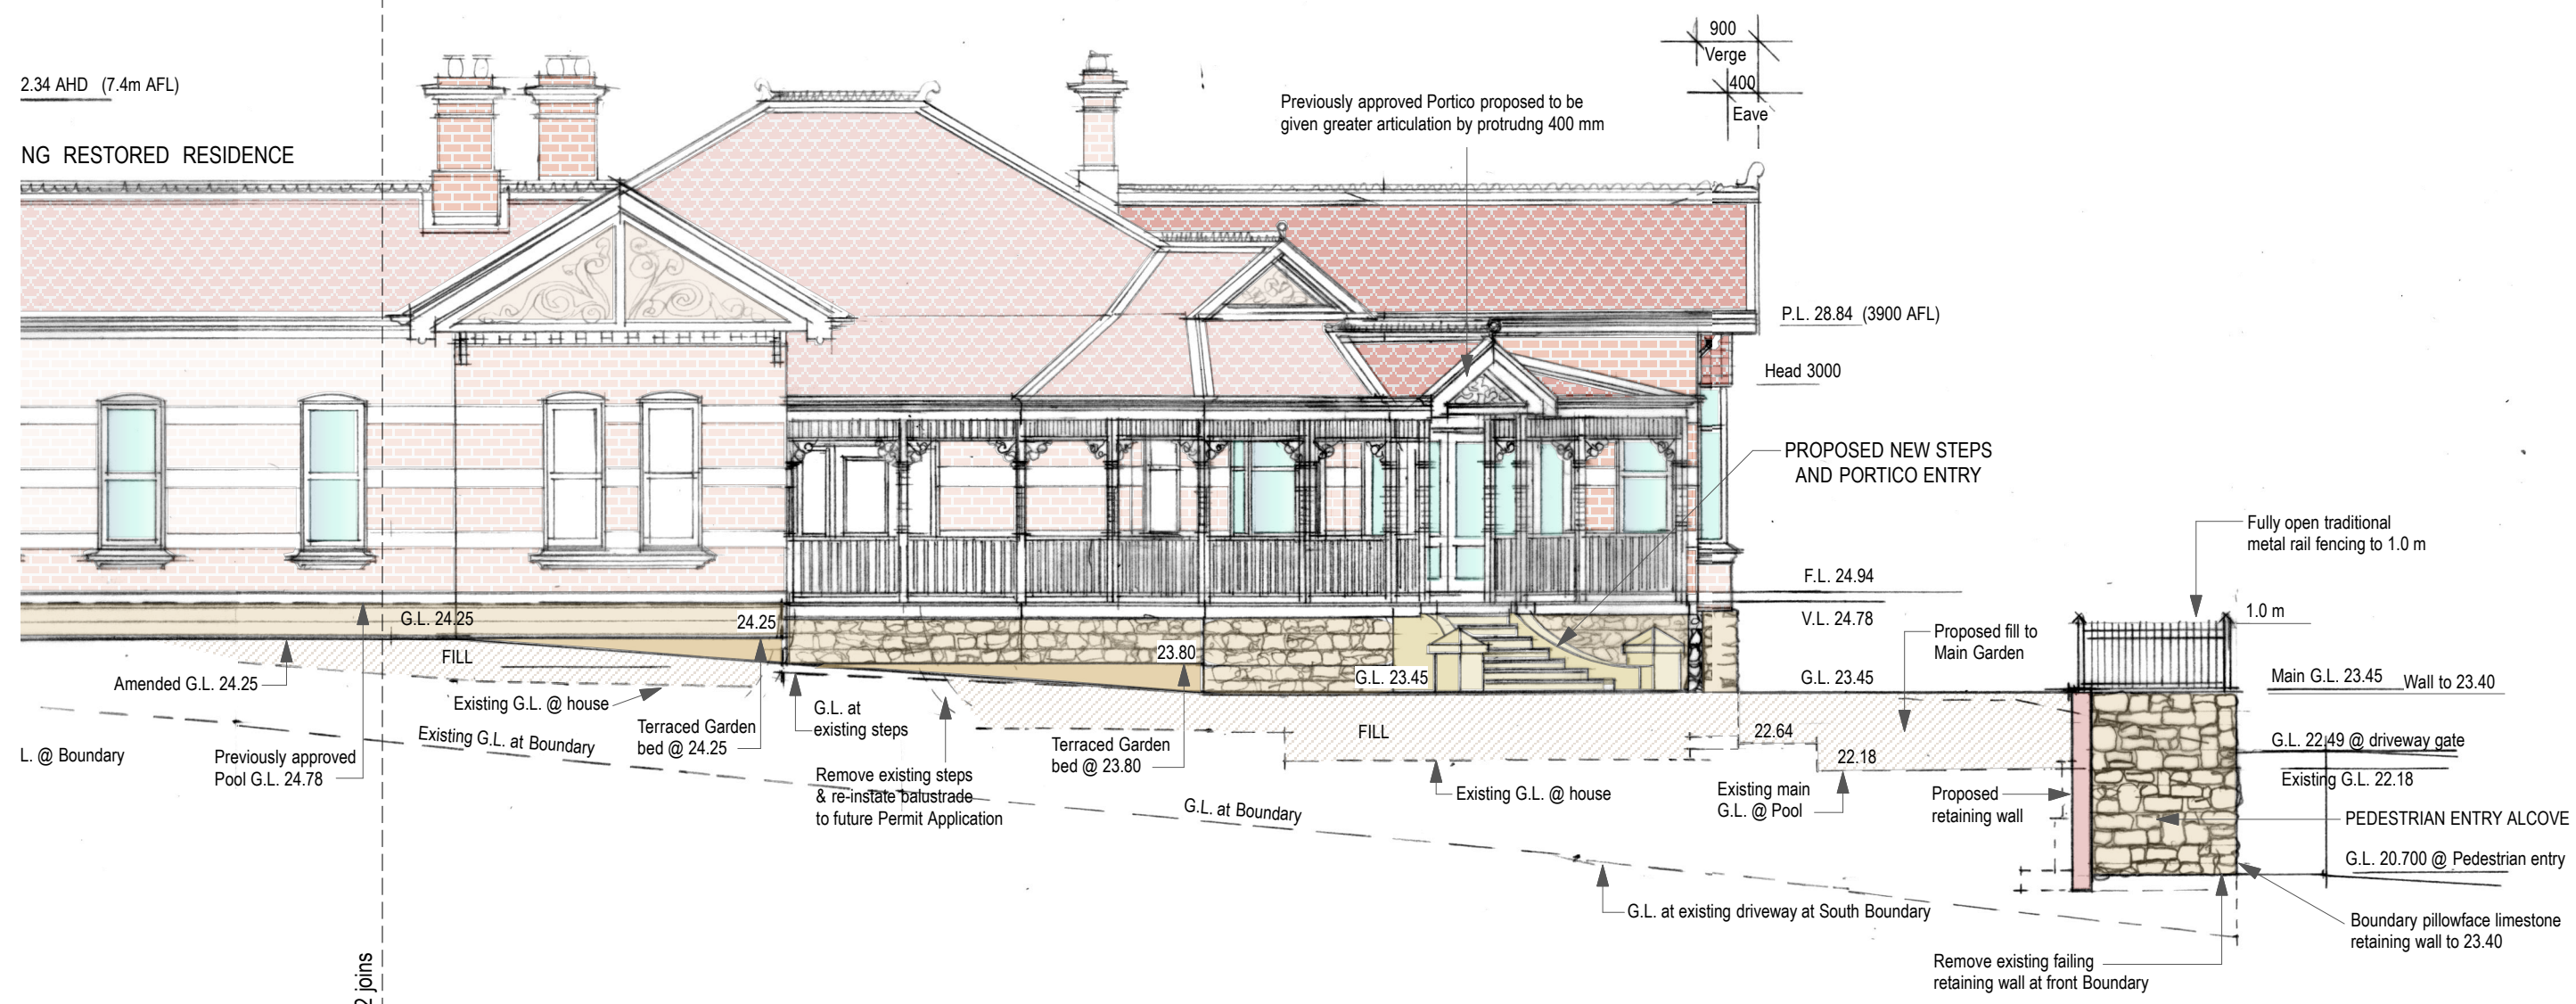 900
Verge
400
Eave
2.34 AHD (7.4m AFL)
Previously approved Portico proposed to be
given greater articulation by protrudng 400 mm
NG RESTORED RESIDENCE
P.L. 28.84 (3900 AFL)
Head 3000
PROPOSED NEW STEPS
AND PORTICO ENTRY
Fully open traditional
metal rail fencing to 1.0 m
F.L. 24.94
V.L. 24.78
1.0 m
G.L. 24.25
24.25
Proposed fill to
Main Garden
FILL
23.80
G.L. 23.45
G.L. 23.45
Main G.L. 23.45
Wall to 23.40
Amended G.L. 24.25
Existing G.L. @ house
G.L. at
existing steps
Terraced Garden
bed @ 24.25
Existing G.L. at Boundary
L. @ Boundary
Previously approved
Pool G.L. 24.78
Remove existing steps
& re-instate balustrade
to future Permit Application
Terraced Garden
bed @ 23.80
FILL
22.64
22.18
G.L. 22.49 @ driveway gate
Existing G.L. 22.18
Existing G.L. @ house
Existing main
G.L. @ Pool
Proposed
retaining wall
G.L. at Boundary
PEDESTRIAN ENTRY ALCOVE
G.L. 20.700 @ Pedestrian entry
G.L. at existing driveway at South Boundary
Boundary pillowface limestone
retaining wall to 23.40
Remove existing failing
retaining wall at front Boundary
joins